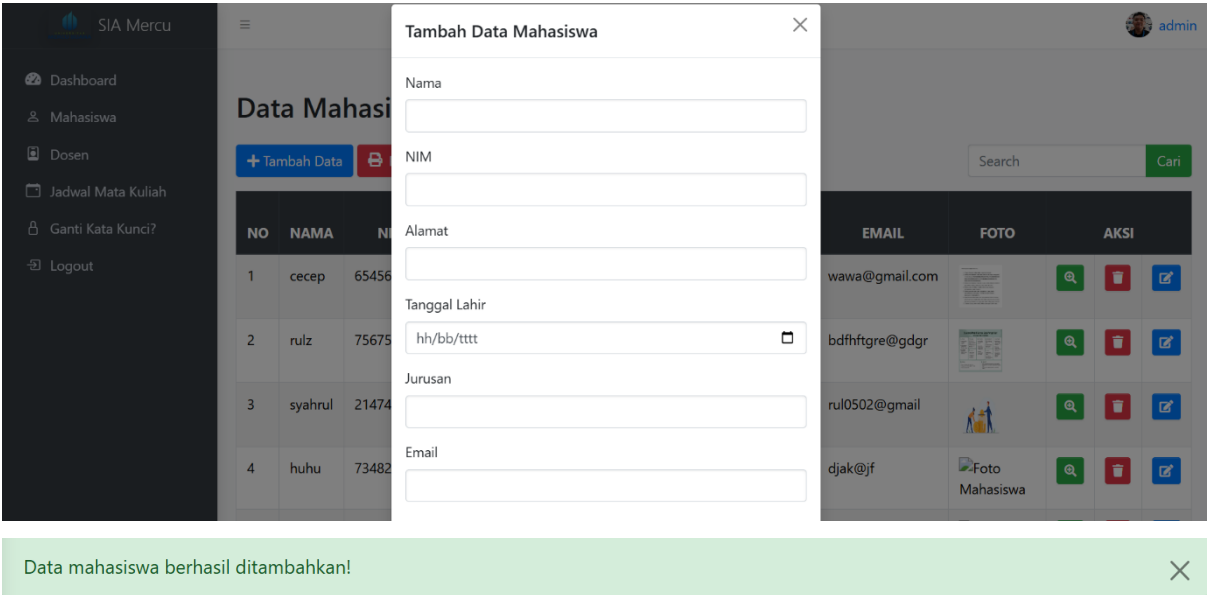 SIA Mercu
admin
Dashboard
Mahasiswa
Dosen
Jadwal Mata Kuliah
Ganti Kata Kunci?
Logout
Data Mahasi
Tambah Data
Search
Cari
NO NAMA NI EMAIL FOTO AKSI
1 cecep 65456 wawa@gmail.com
2 rulz 75675 bdfhftgre@gdgr
3 syahrul 21474 rul0502@gmail
4 huhu 73482 djak@jf Foto
Mahasiswa
Tambah Data Mahasiswa
Nama
NIM
Alamat
Tanggal Lahir
hh/bb/tttt
Jurusan
Email
Data mahasiswa berhasil ditambahkan!